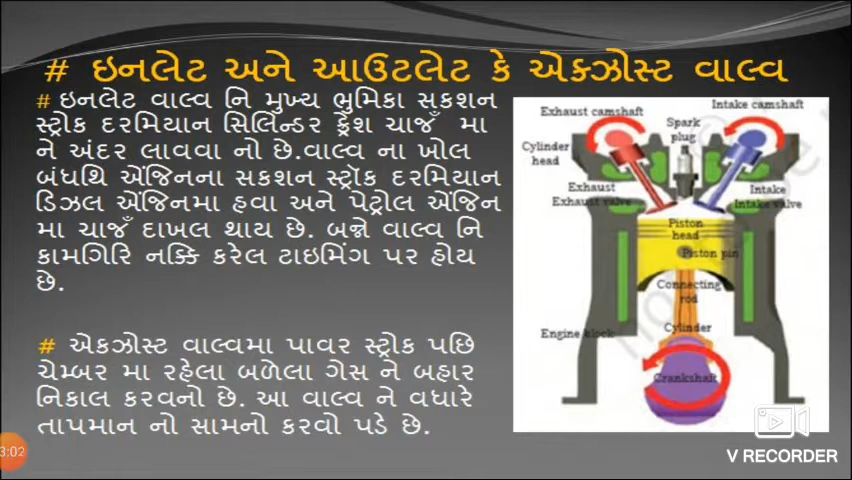 # ઇનલેટ અને આઉટલેટ કે એક્ઝોસ્ટ વાલ્વ
# ઇનલેટ વાલ્વ નિ મુખ્ય ભુમિકા સકશન
સ્ટ્રોક દરમિયાન સિલિન્ડર ફ્રેશ ચાર્જ મા
ને અંદર લાવવા નો છે.વાલ્વ ના ખોલ
બંધથિ એંજિનના સકશન સ્ટ્રૉક દરમિયાન
ડિઝલ એંજિનમા હવા અને પેટ્રોલ એંજિન
મા ચાર્જ દાખલ થાય છે. બન્ને વાલ્વ નિ
કામગિરિ નક્કિ કરેલ ટાઇમિંગ પર હોય
છે.
# એકઝોસ્ટ વાલ્વમા પાવર સ્ટ્રોક પછિ
ચેમ્બર મા રહેલા બળેલા ગેસ ને બહાર
નિકાલ કરવનો છે. આ વાલ્વ ને વધારે
તાપમાન નો સામનો કરવો પડે છે.
Exhaust camshaft
Intake camshaft
Spark
plug
Cylinder
head
Exhaust
Exhaust valve
Intake
Intake valve
Piston
head
Piston pin
Connecting
rod
Engine block
Cylinder
Crankshaft
3:02
V RECORDER